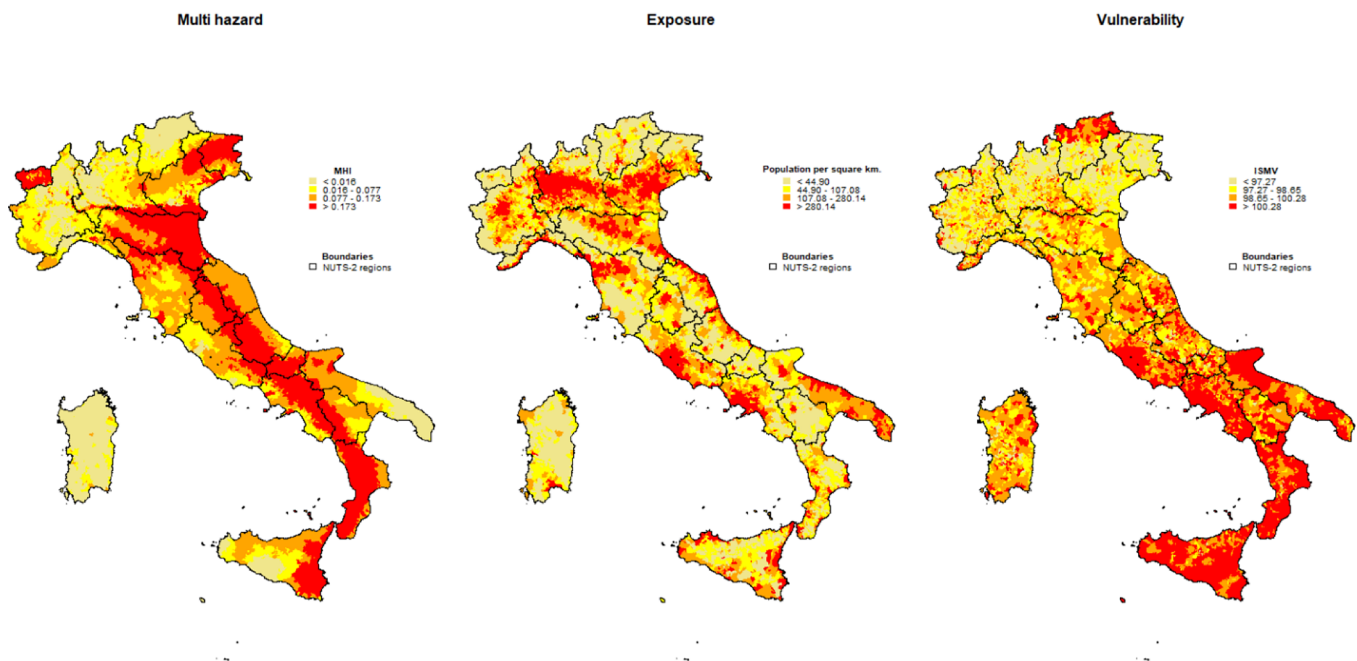 Multi hazard
MHI
< 0.016
0.016 - 0.077
0.077 - 0.173
> 0.173
Boundaries
NUTS-2 regions
Exposure
Population per square km.
< 44.90
44.90 - 107.08
107.08 - 280.14
> 280.14
Boundaries
NUTS-2 regions
Vulnerability
ISMV
< 97.27
97.27 - 98.65
98.65 - 100.28
> 100.28
Boundaries
NUTS-2 regions